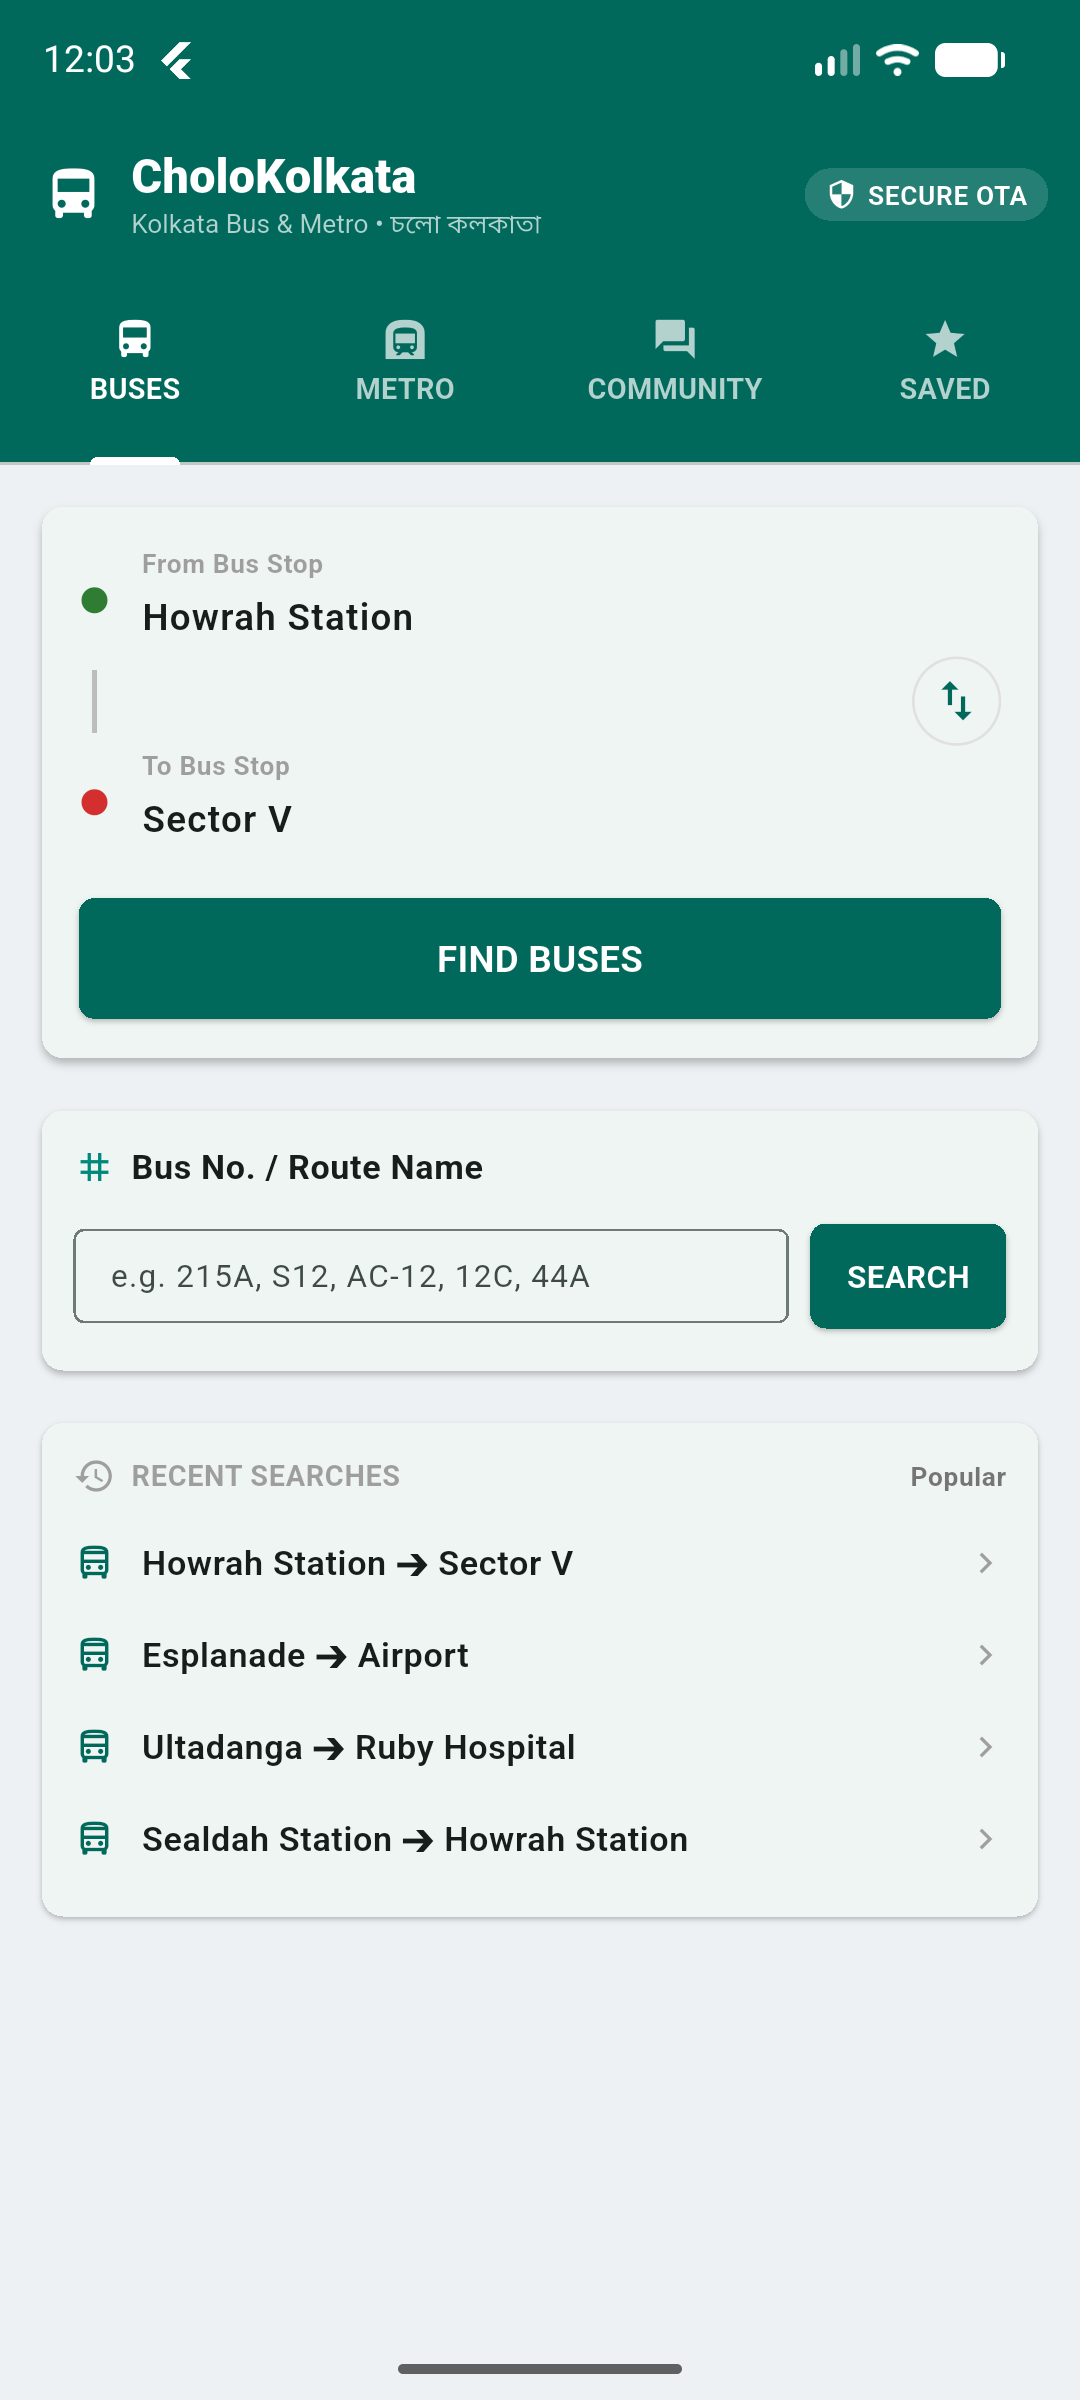 12:03
CholoKolkata
Kolkata Bus & Metro • চলো কলকাতা
SECURE OTA
BUSES
METRO
COMMUNITY
SAVED
From Bus Stop
Howrah Station
To Bus Stop
Sector V
FIND BUSES
Bus No. / Route Name
e.g. 215A, S12, AC-12, 12C, 44A
SEARCH
RECENT SEARCHES
Popular
Howrah Station ➔ Sector V
Esplanade ➔ Airport
Ultadanga ➔ Ruby Hospital
Sealdah Station ➔ Howrah Station